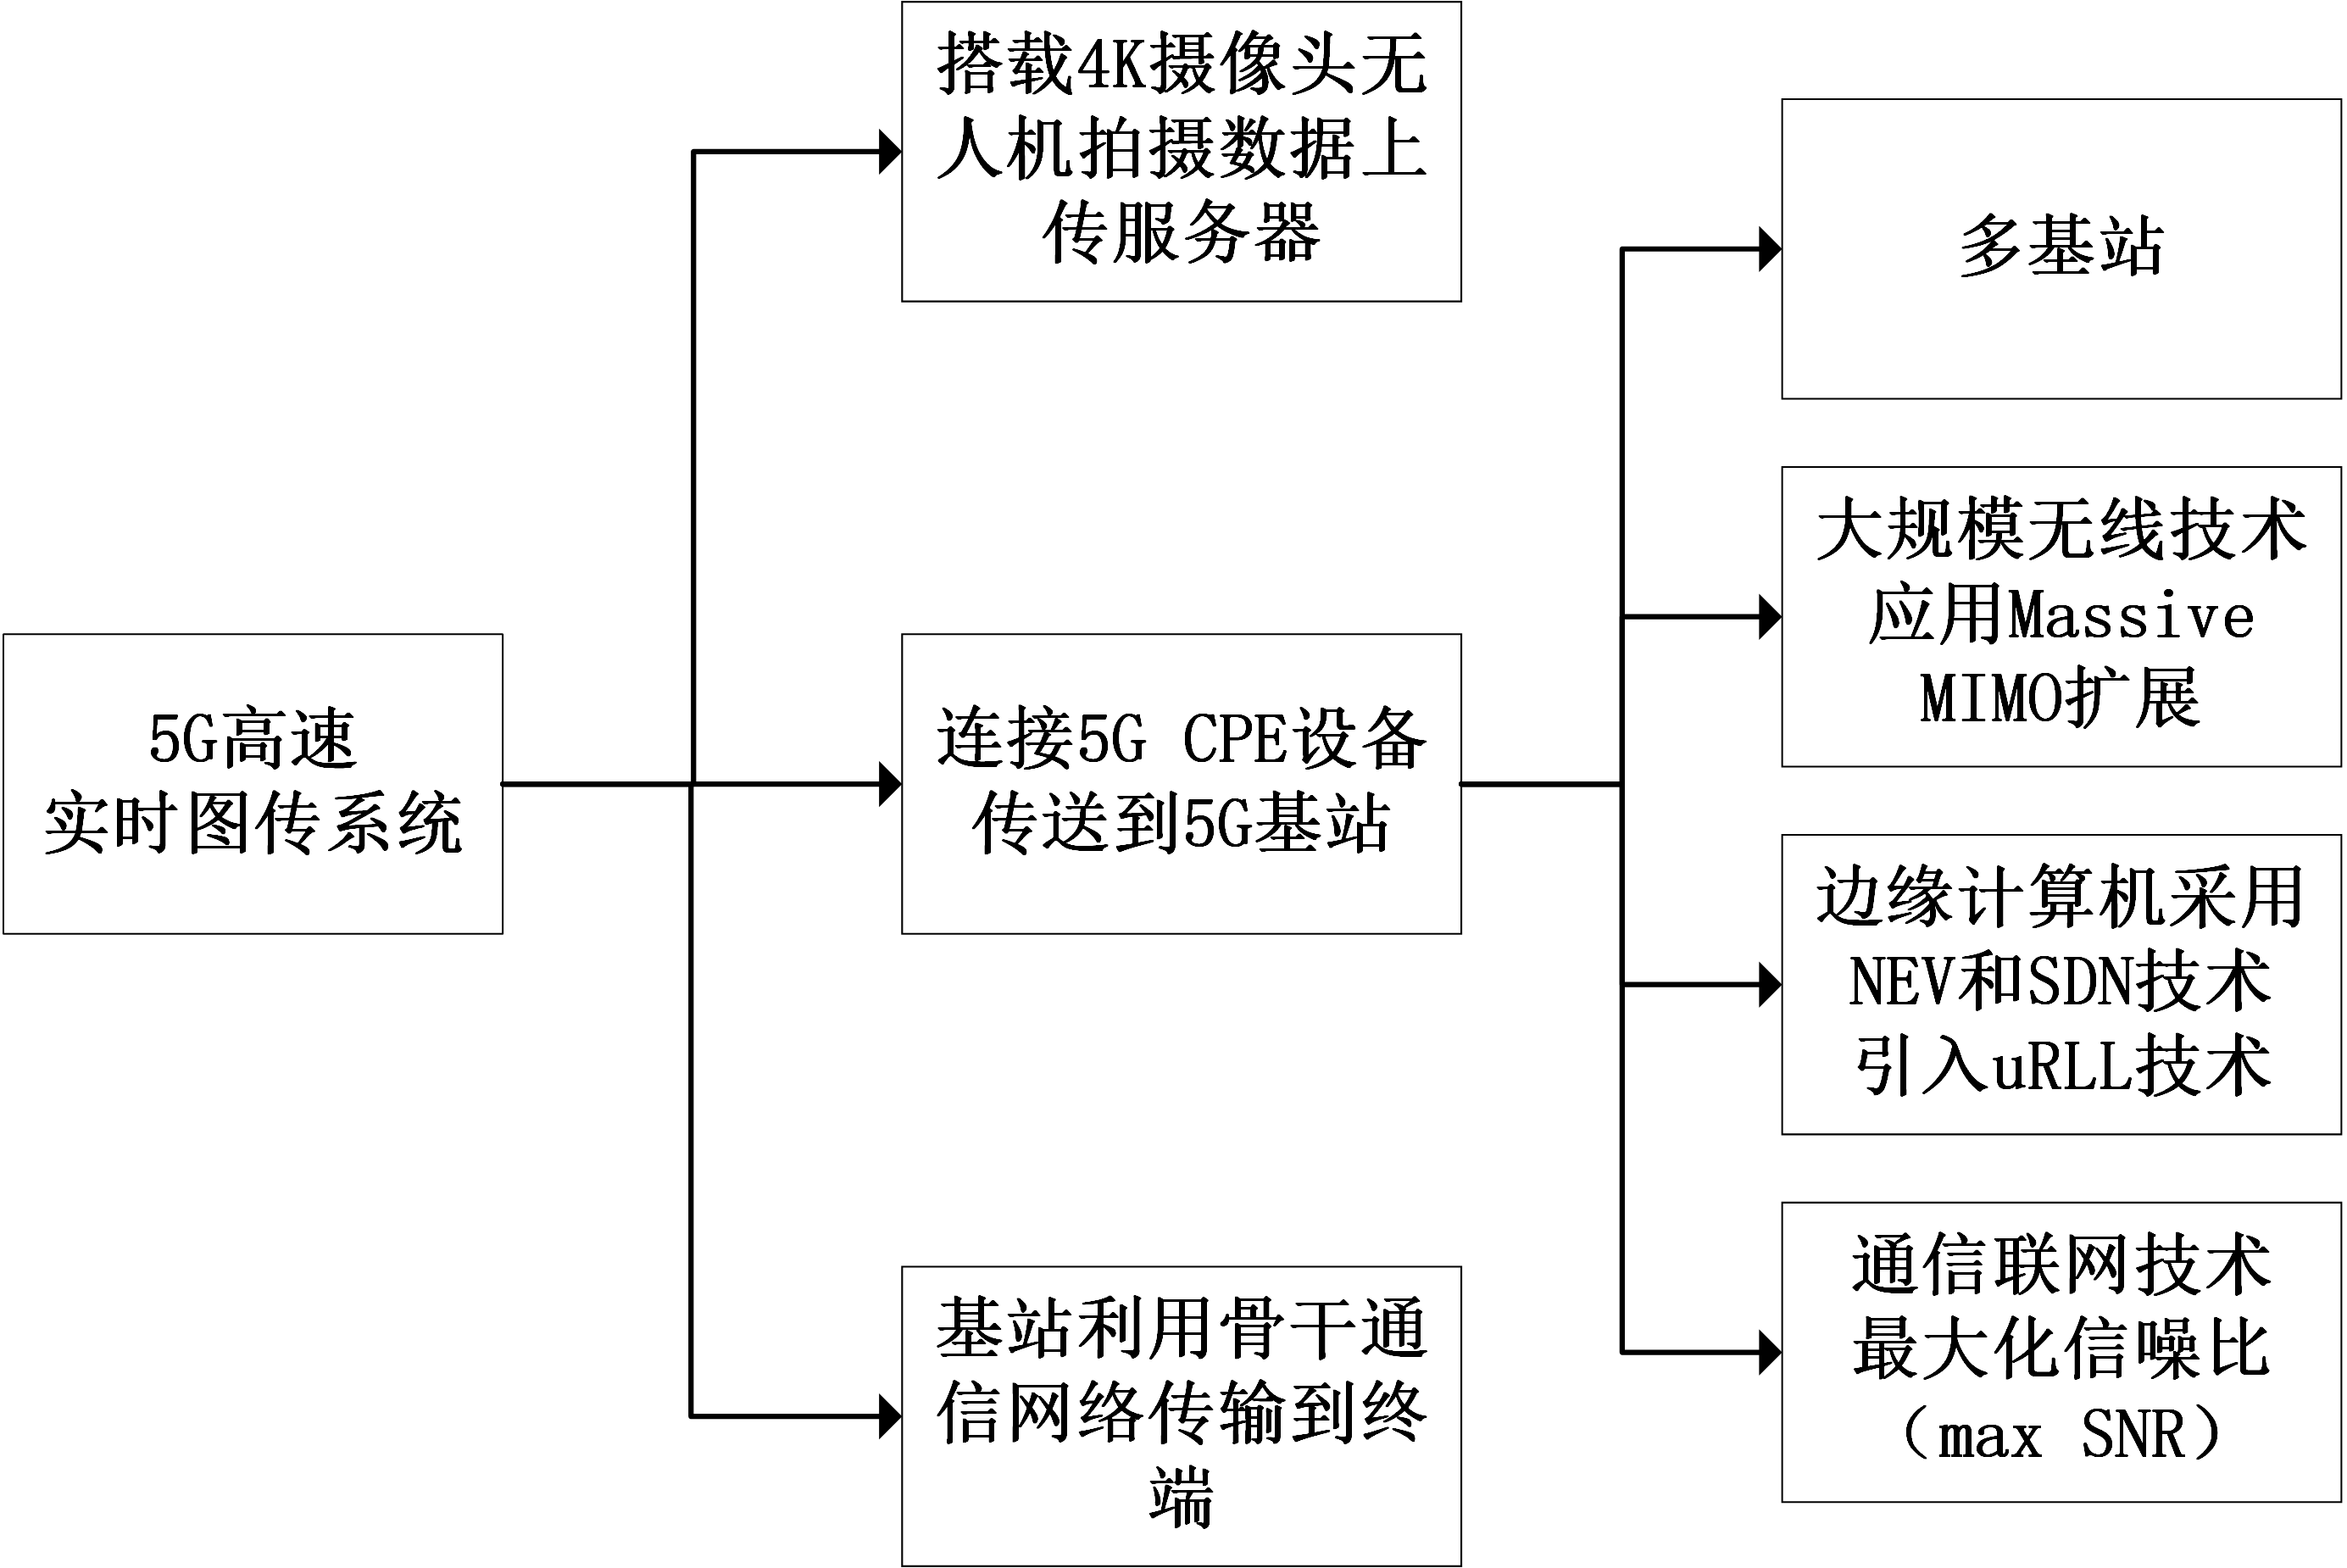 5G高速
实时图传系统
搭载4K摄像头无
人机拍摄数据上
传服务器
连接5G CPE设备
传送到5G基站
基站利用骨干通
信网络传输到终
端
多基站
大规模无线技术
应用Massive
MIMO扩展
边缘计算机采用
NEV和SDN技术
引入uRLL技术
通信联网技术
最大化信噪比
（max SNR）